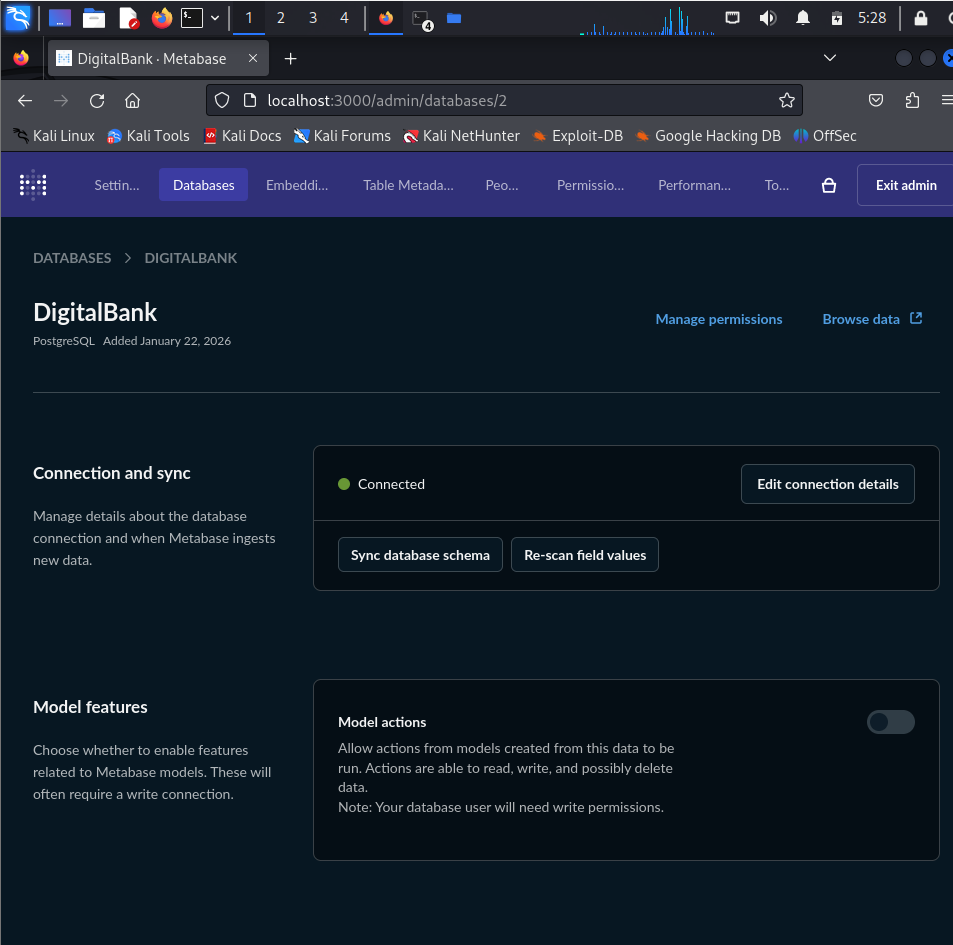 1 2 3 4 4 5:28
DigitalBank · Metabase
localhost:3000/admin/databases/2
Kali Linux Kali Tools Kali Docs Kali Forums Kali NetHunter Exploit-DB Google Hacking DB OffSec
Settin... Databases Embeddi... Table Metada... Peo... Permissio... Performan... To... Exit admin
DATABASES DIGITALBANK
DigitalBank
Manage permissions Browse data
PostgreSQL Added January 22, 2026
Connection and sync
Manage details about the database
connection and when Metabase ingests
new data.
Connected
Edit connection details
Sync database schema Re-scan field values
Model features
Choose whether to enable features
related to Metabase models. These will
often require a write connection.
Model actions
Allow actions from models created from this data to be
run. Actions are able to read, write, and possibly delete
data.
Note: Your database user will need write permissions.